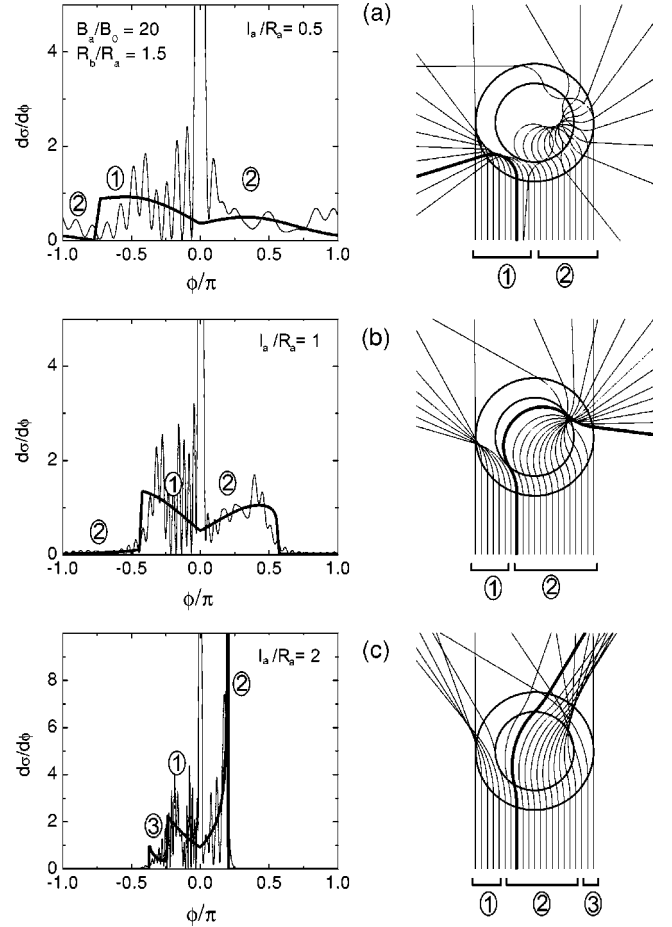 B_a/B_0 = 20
R_b/R_a = 1.5
l_a/R_a = 0.5
(a)
dσ/dφ
4
2
0
② ① ②
-1.0 -0.5 0.0 0.5 1.0
φ/π
① ②
l_a/R_a = 1
(b)
dσ/dφ
4
2
0
② ① ②
-1.0 -0.5 0.0 0.5 1.0
φ/π
① ②
l_a/R_a = 2
(c)
dσ/dφ
8
6
4
2
0
③ ① ②
-1.0 -0.5 0.0 0.5 1.0
φ/π
① ② ③